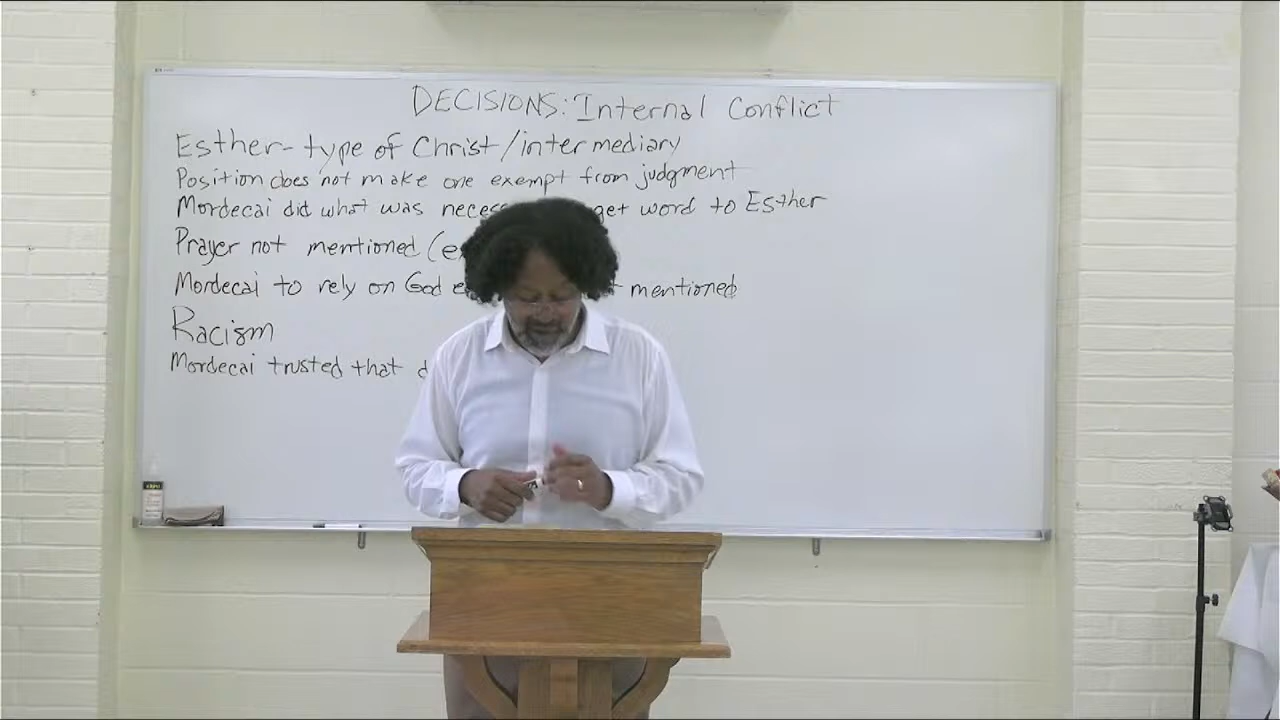 DECISIONS: Internal Conflict
Esther- type of Christ/intermediary
Position does not make one exempt from judgment
Mordecai did what was get word to Esther
Prayer not mentioned
Mordecai to rely on God mentioned
Racism
Mordecai trusted that